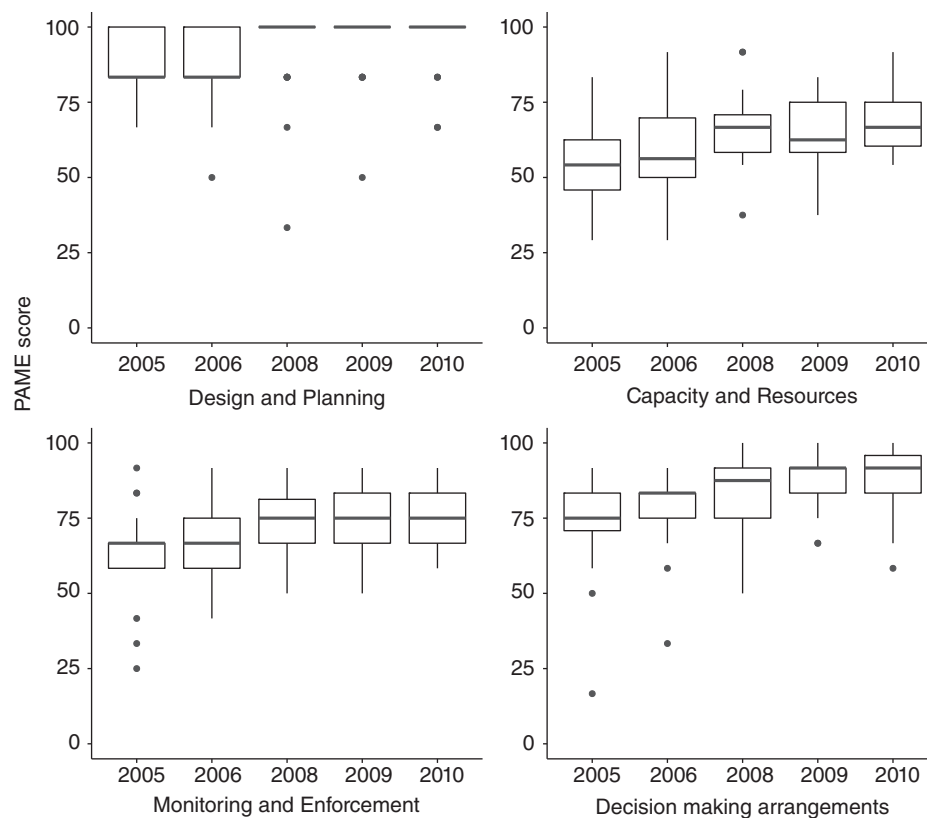 PAME score
100
75
50
25
0
2005 2006 2008 2009 2010
Design and Planning
100
75
50
25
0
2005 2006 2008 2009 2010
Capacity and Resources
100
75
50
25
0
2005 2006 2008 2009 2010
Monitoring and Enforcement
100
75
50
25
0
2005 2006 2008 2009 2010
Decision making arrangements